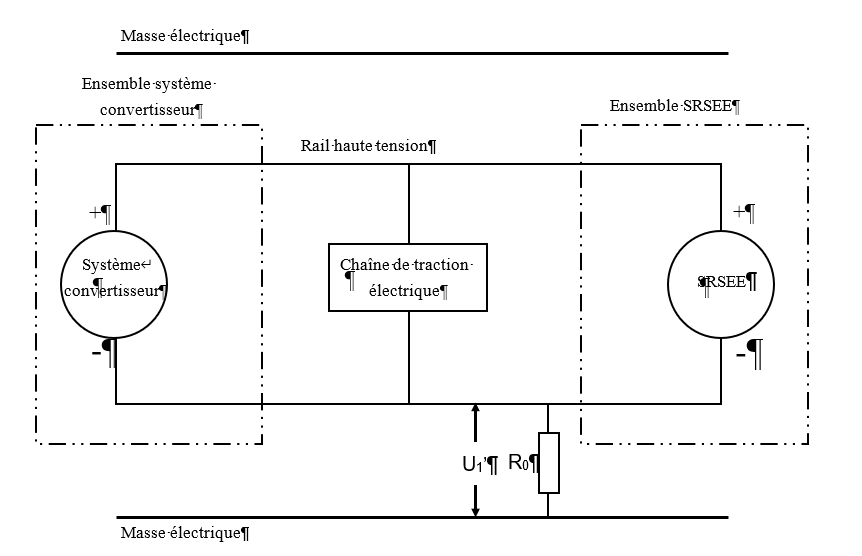 Masse électrique¶
Ensemble système
convertisseur¶
Ensemble SRSEE¶
Rail haute tension¶
+¶
+¶
Système↵
convertisseur¶
¶
Chaîne de traction
électrique¶
¶
SRSEE¶
¶
-¶
-¶
U₁'¶
R₀¶
Masse électrique¶